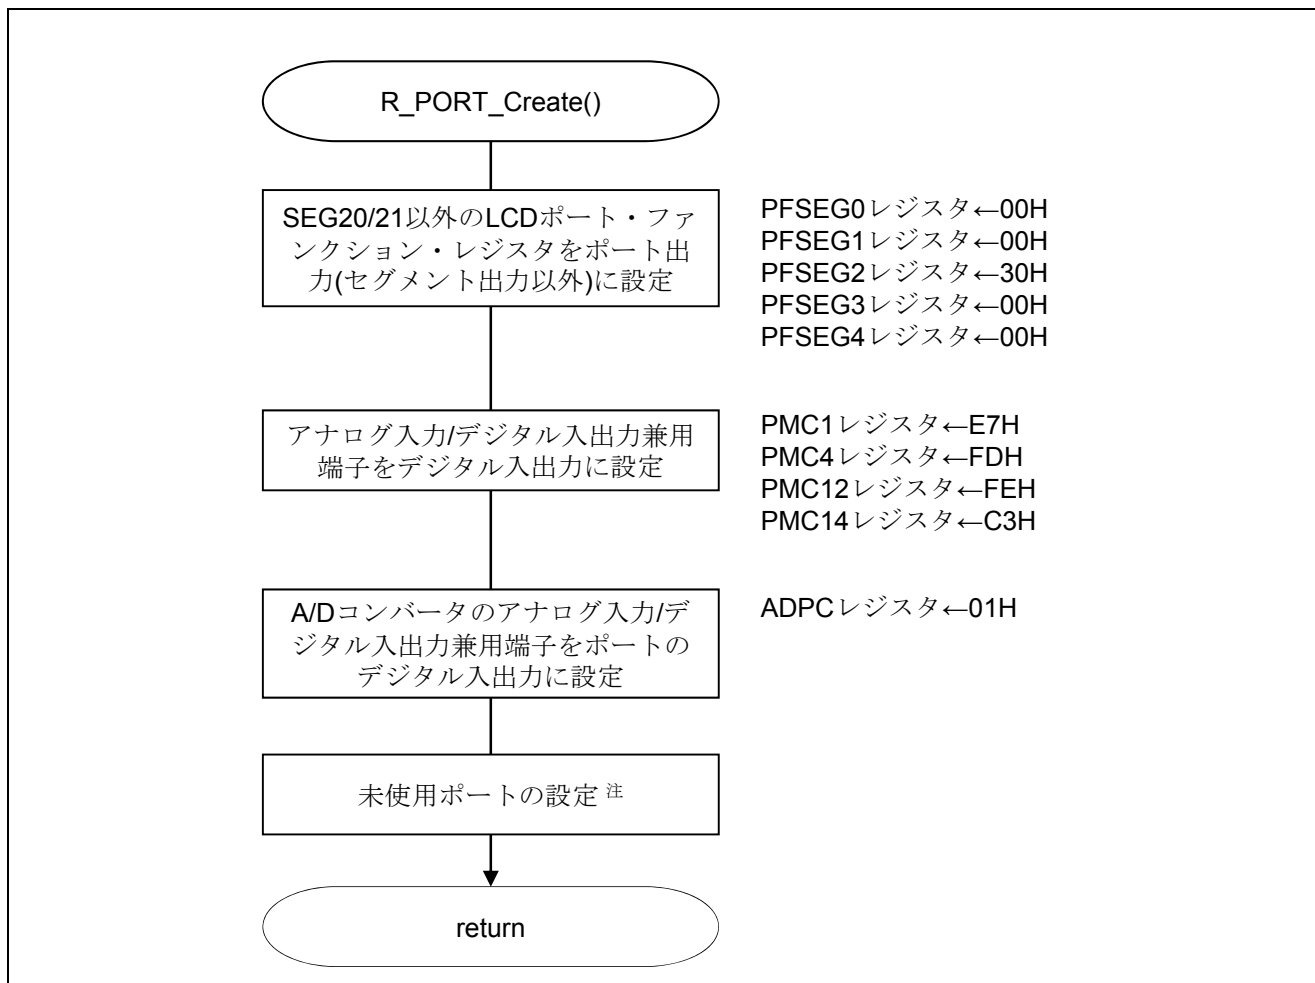 R_PORT_Create()
SEG20/21以外のLCDポート・ファ
ンクション・レジスタをポート出
力(セグメント出力以外)に設定
PFSEG0レジスタ←00H
PFSEG1レジスタ←00H
PFSEG2レジスタ←30H
PFSEG3レジスタ←00H
PFSEG4レジスタ←00H
アナログ入力/デジタル入出力兼用
端子をデジタル入出力に設定
PMC1レジスタ←E7H
PMC4レジスタ←FDH
PMC12レジスタ←FEH
PMC14レジスタ←C3H
A/Dコンバータのアナログ入力/デ
ジタル入出力兼用端子をポートの
デジタル入出力に設定
ADPCレジスタ←01H
未使用ポートの設定 注
return